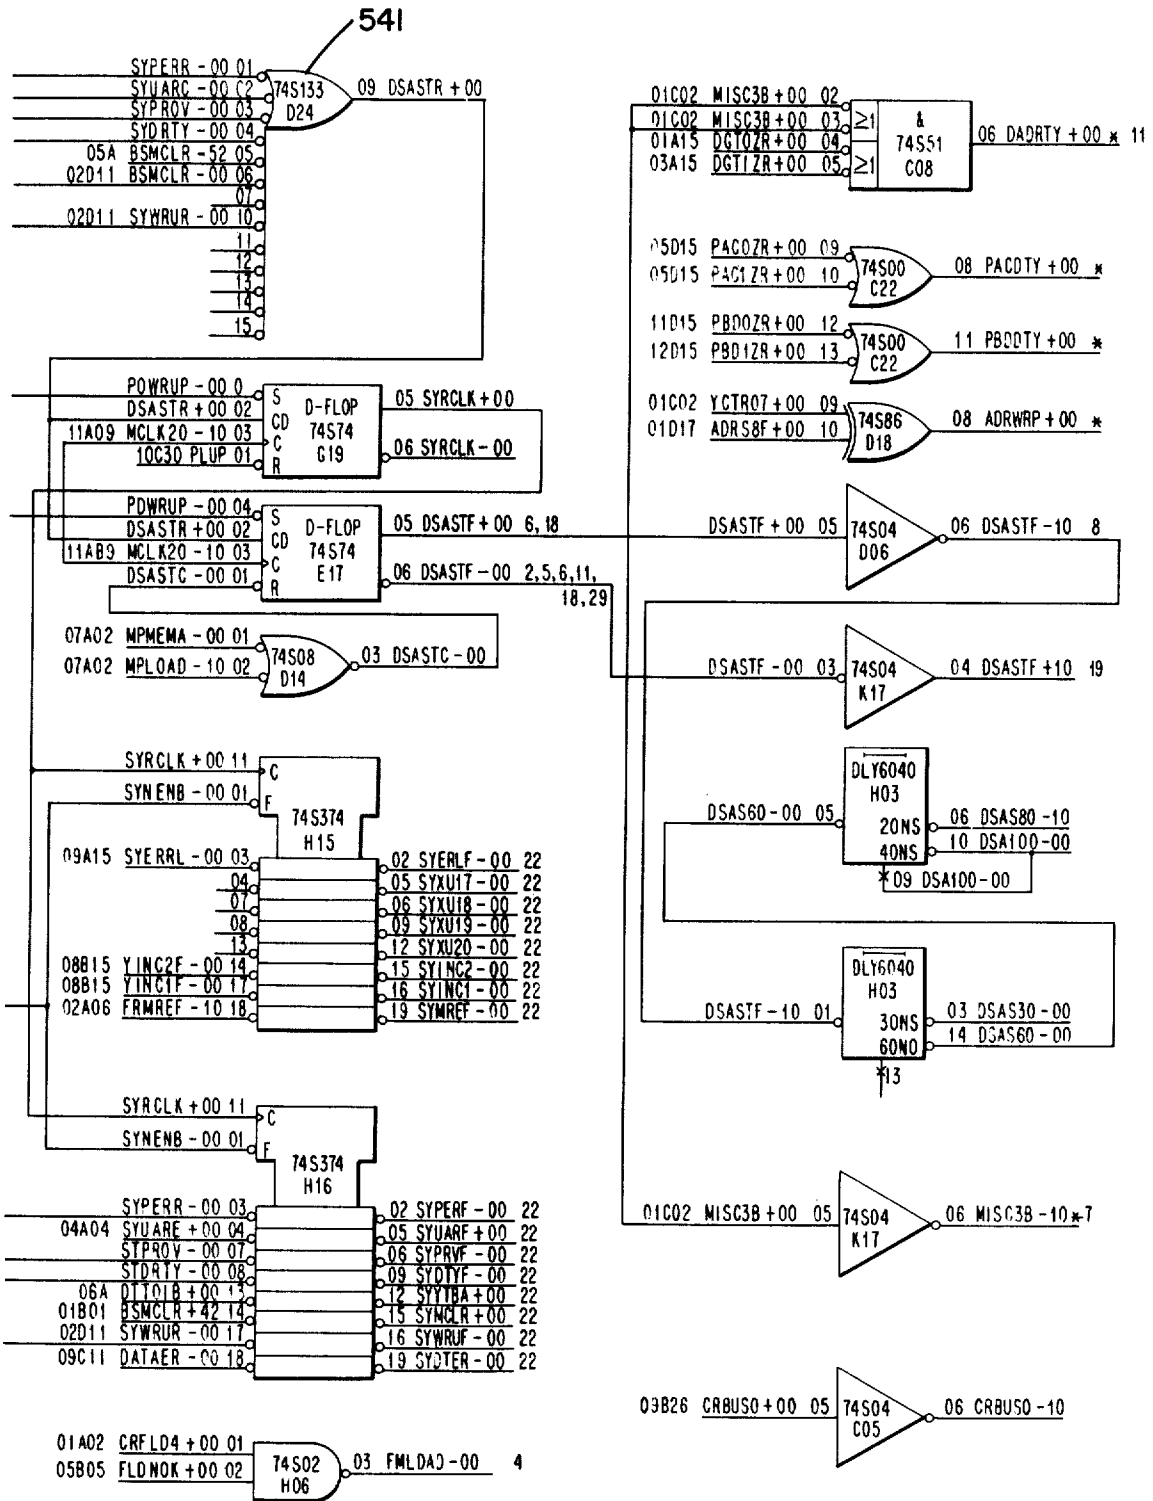 541
SYPERR-00 01
SYUARC-00 02
SYPROV-00 03
SYDRTY-00 04
05A BSMCLR-52 05
02D11 BSMCLR-00 06
07
02D11 SYWRUR-00 10
11
12
13
14
15
74S133
D24
09 DSASTR+00
POWRUP-00 0
DSASTR+00 02
11A09 MCLK20-10 03
10C30 PLUP 01
S
CD
C
R
D-FLOP
74S74
G19
05 SYRCLK+00
06 SYRCLK-00
PDWRUP-00 04
DSASTR+00 02
11AB9 MCLK20-10 03
DSASTC-00 01
S
CD
C
R
D-FLOP
74S74
E17
05 DSASTF+00 6,18
06 DSASTF-00 2,5,6,11,
18,29
07A02 MPMEMA-00 01
07A02 MPLOAD-10 02
74S08
D14
03 DSASTC-00
SYRCLK+00 11
SYNENB-00 01
C
F
74S374
H15
09A15 SYERRL-00 03
04
07
08
13
08B15 YINC2F-00 14
08B15 YINC1F-00 17
02A06 FRMREF-10 18
02 SYERLF-00 22
05 SYXU17-00 22
06 SYXU18-00 22
09 SYXU19-00 22
12 SYXU20-00 22
15 SYINC2-00 22
16 SYINC1-00 22
19 SYMREF-00 22
SYRCLK+00 11
SYNENB-00 01
C
F
74S374
H16
SYPERR-00 03
04A04 SYUARE+00 04
STPROV-00 07
STDRTY-00 08
06A DTT01B+00 13
01B01 BSMCLR+42 14
02D11 SYWRUR-00 17
09C11 DATAER-00 18
02 SYPERF-00 22
05 SYUARF+00 22
06 SYPRVF-00 22
09 SYDTYF-00 22
12 SYYTBA+00 22
15 SYMCLR+00 22
16 SYWRUF-00 22
19 SYDTER-00 22
01A02 CRFLD4+00 01
05B05 FLDNOK+00 02
74S02
H06
03 FMLDAD-00 4
01C02 MISC3B+00 02
01C02 MISC3B+00 03
01A15 DGT0ZR+00 04
03A15 DGT1ZR+00 05
≥1
≥1
&
74S51
C08
06 DADRTY+00 * 11
05D15 PAC0ZR+00 09
05D15 PAC1ZR+00 10
74S00
C22
08 PACDTY+00 *
11D15 PBD0ZR+00 12
12D15 PBD1ZR+00 13
74S00
C22
11 PBDDTY+00 *
01C02 YCTR07+00 09
01D17 ADRS8F+00 10
74S86
D18
08 ADRWRP+00 *
DSASTF+00 05
74S04
D06
06 DSASTF-10 8
DSASTF-00 03
74S04
K17
04 DSASTF+10 19
DSAS60-00 05
DLY6040
H03
20NS
40NS
06 DSAS80-10
10 DSA100-00
09 DSA100-00
DSASTF-10 01
DLY6040
H03
30NS
60NO
03 DSAS30-00
14 DSAS60-00
13
01C02 MISC3B+00 05
74S04
K17
06 MISC3B-10*7
09B26 CRBUS0+00 05
74S04
C05
06 CRBUS0-10